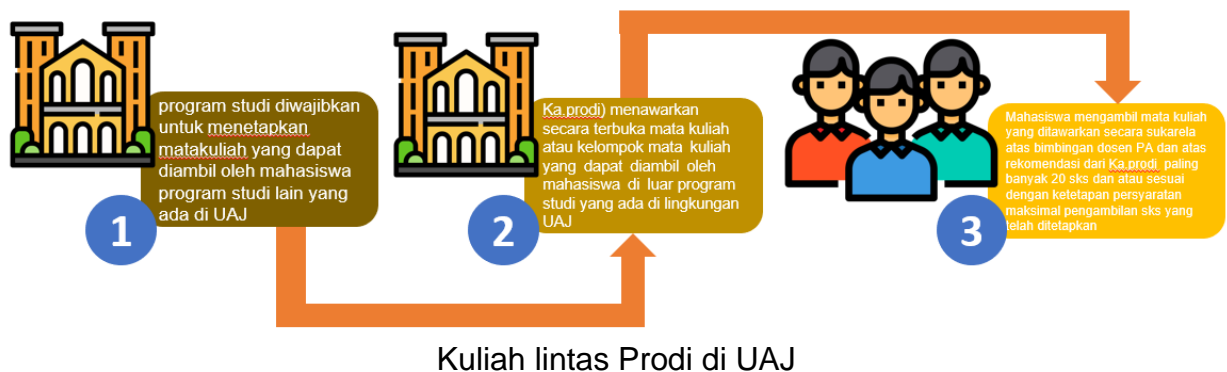 program studi diwajibkan
untuk menetapkan
matakuliah yang dapat
diambil oleh mahasiswa
program studi lain yang
ada di UAJ
1
Ka.prodi) menawarkan
secara terbuka mata kuliah
atau kelompok mata kuliah
yang dapat diambil oleh
mahasiswa di luar program
studi yang ada di lingkungan
UAJ
2
Mahasiswa mengambil mata kuliah
yang ditawarkan secara sukarela
atas bimbingan dosen PA dan atas
rekomendasi dari Ka.prodi paling
banyak 20 sks dan atau sesuai
dengan ketetapan persyaratan
maksimal pengambilan sks yang
telah ditetapkan
3
Kuliah lintas Prodi di UAJ